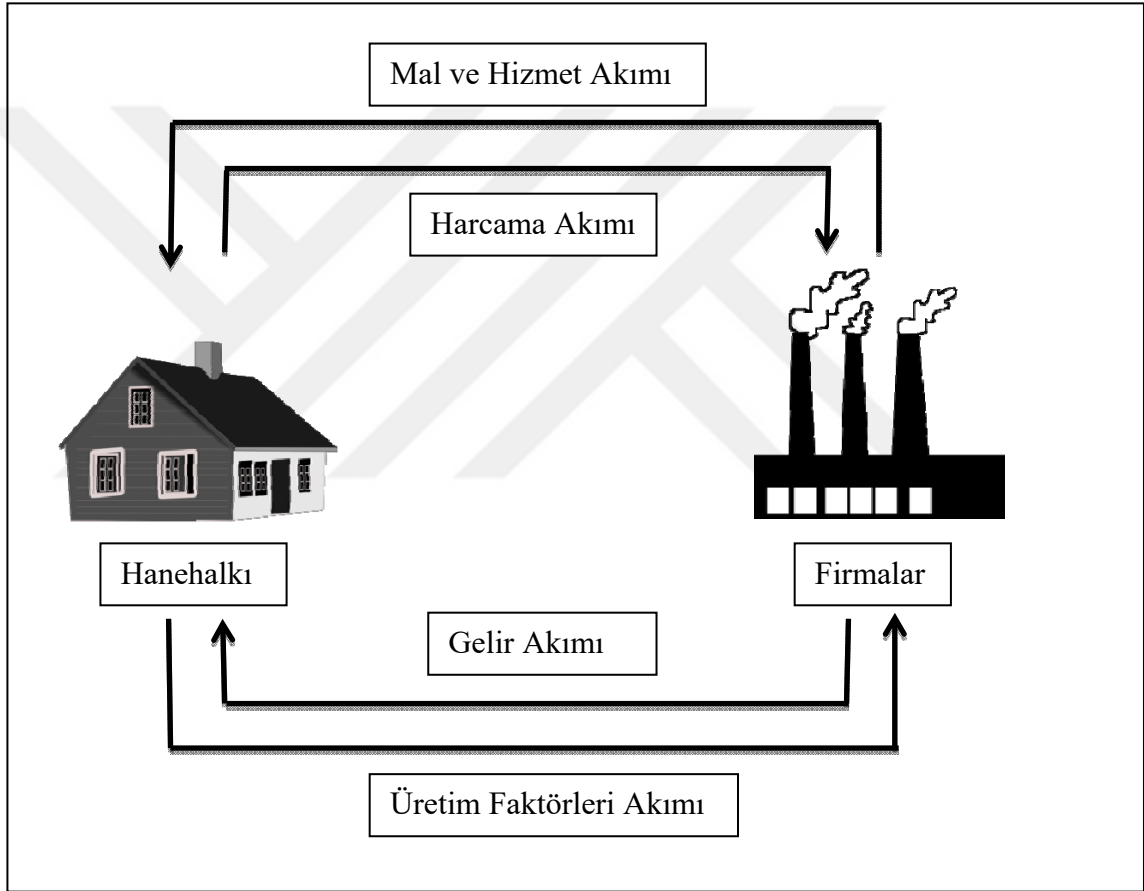 Mal ve Hizmet Akımı
Harcama Akımı
Hanehalkı
Firmalar
Gelir Akımı
Üretim Faktörleri Akımı